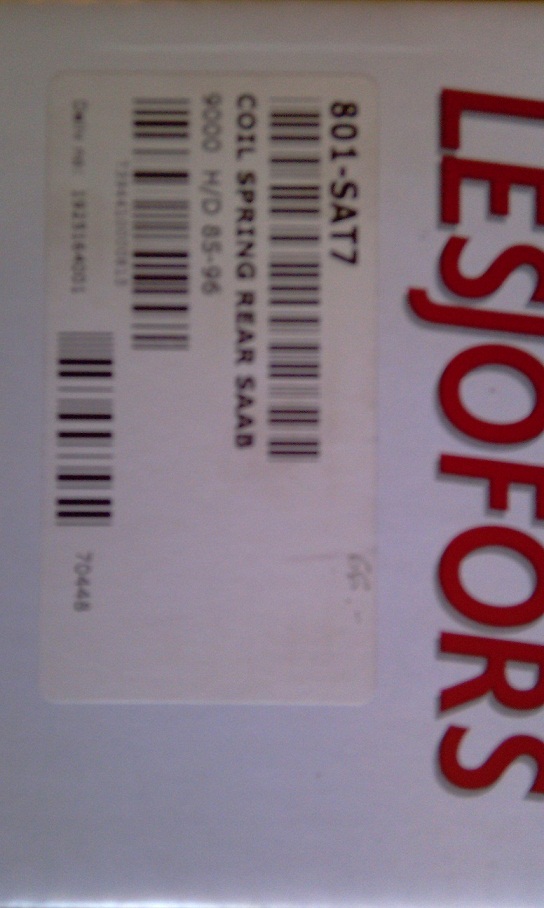 LESJOFORS
801-SAT7
COIL SPRING REAR SAAB
9000 H/D 85-96
70448